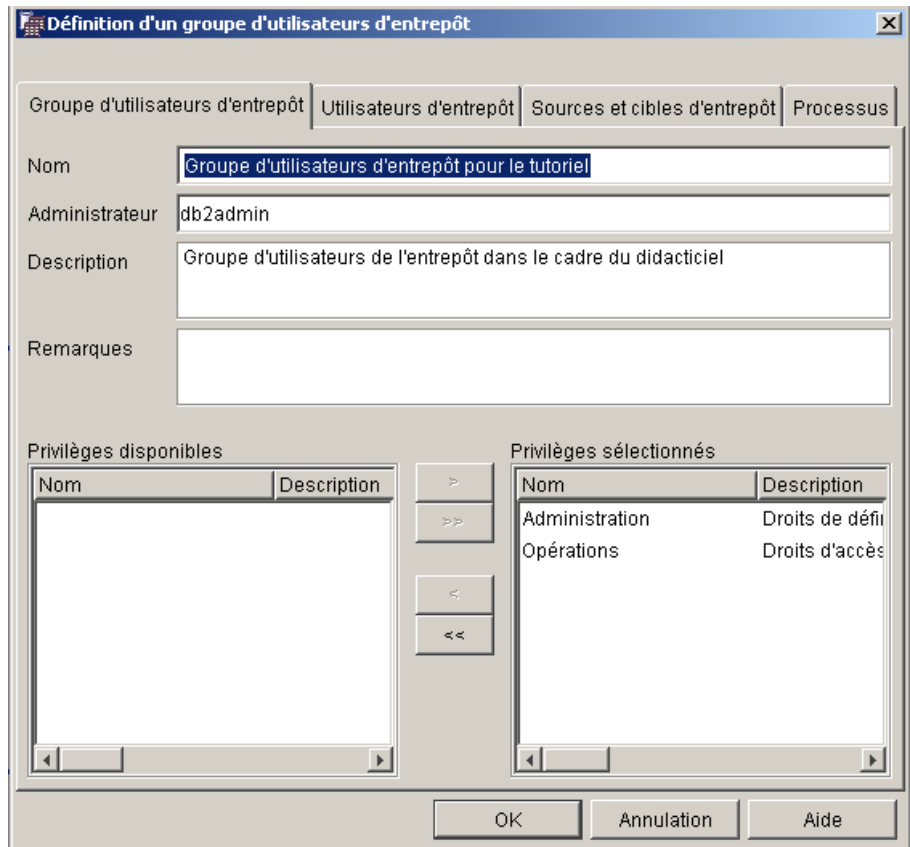 Définition d'un groupe d'utilisateurs d'entrepôt
Groupe d'utilisateurs d'entrepôt Utilisateurs d'entrepôt Sources et cibles d'entrepôt Processus
Nom Groupe d'utilisateurs d'entrepôt pour le tutoriel
Administrateur db2admin
Description Groupe d'utilisateurs de l'entrepôt dans le cadre du didacticiel
Remarques
Privilèges disponibles
Nom Description
>
>>
<
<<
Privilèges sélectionnés
Nom Description
Administration Droits de défi
Opérations Droits d'accès
OK Annulation Aide